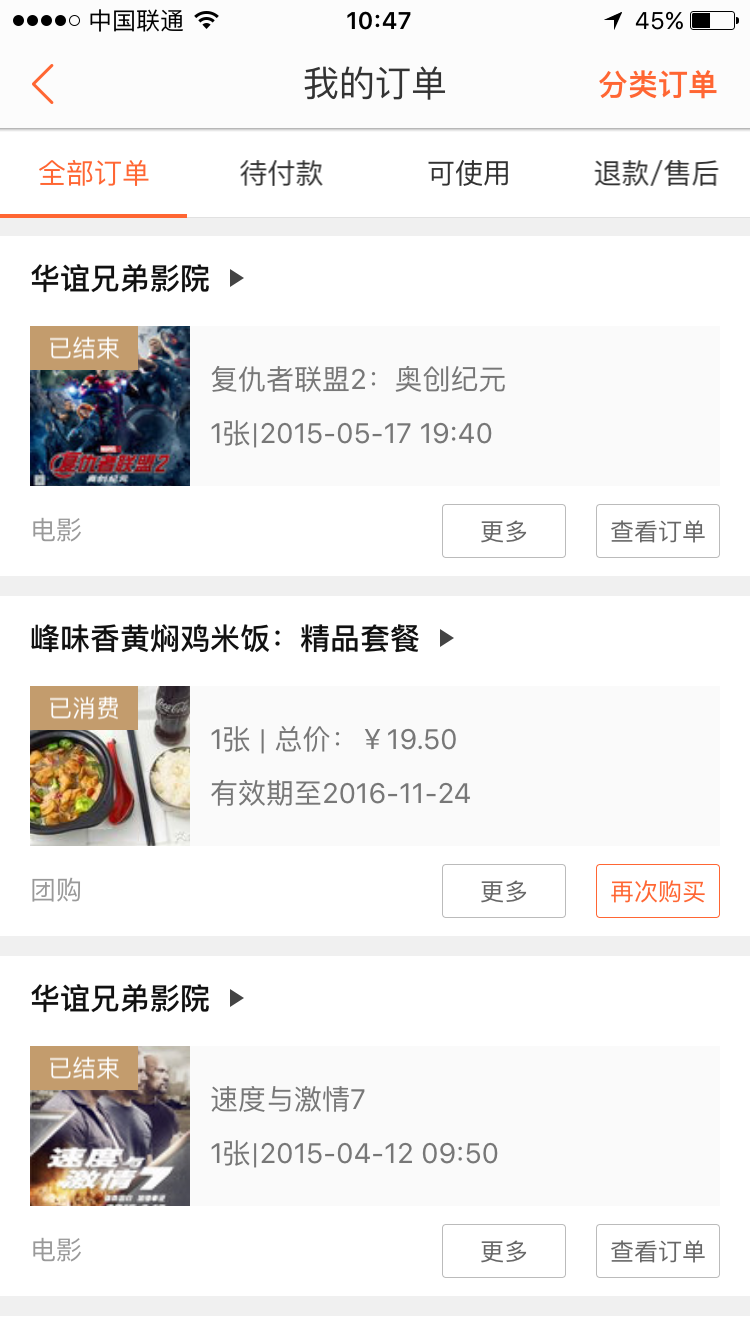 中国联通 10:47 45%
我的订单 分类订单
全部订单 待付款 可使用 退款/售后
华谊兄弟影院
已结束
复仇者联盟2：奥创纪元
1张|2015-05-17 19:40
复仇者联盟2
奥创纪元
电影 更多 查看订单
峰味香黄焖鸡米饭：精品套餐
已消费
Coca-Cola
1张 | 总价：￥19.50
有效期至2016-11-24
团购 更多 再次购买
华谊兄弟影院
已结束
速度与激情7
1张|2015-04-12 09:50
速度与
激情7
电影 更多 查看订单